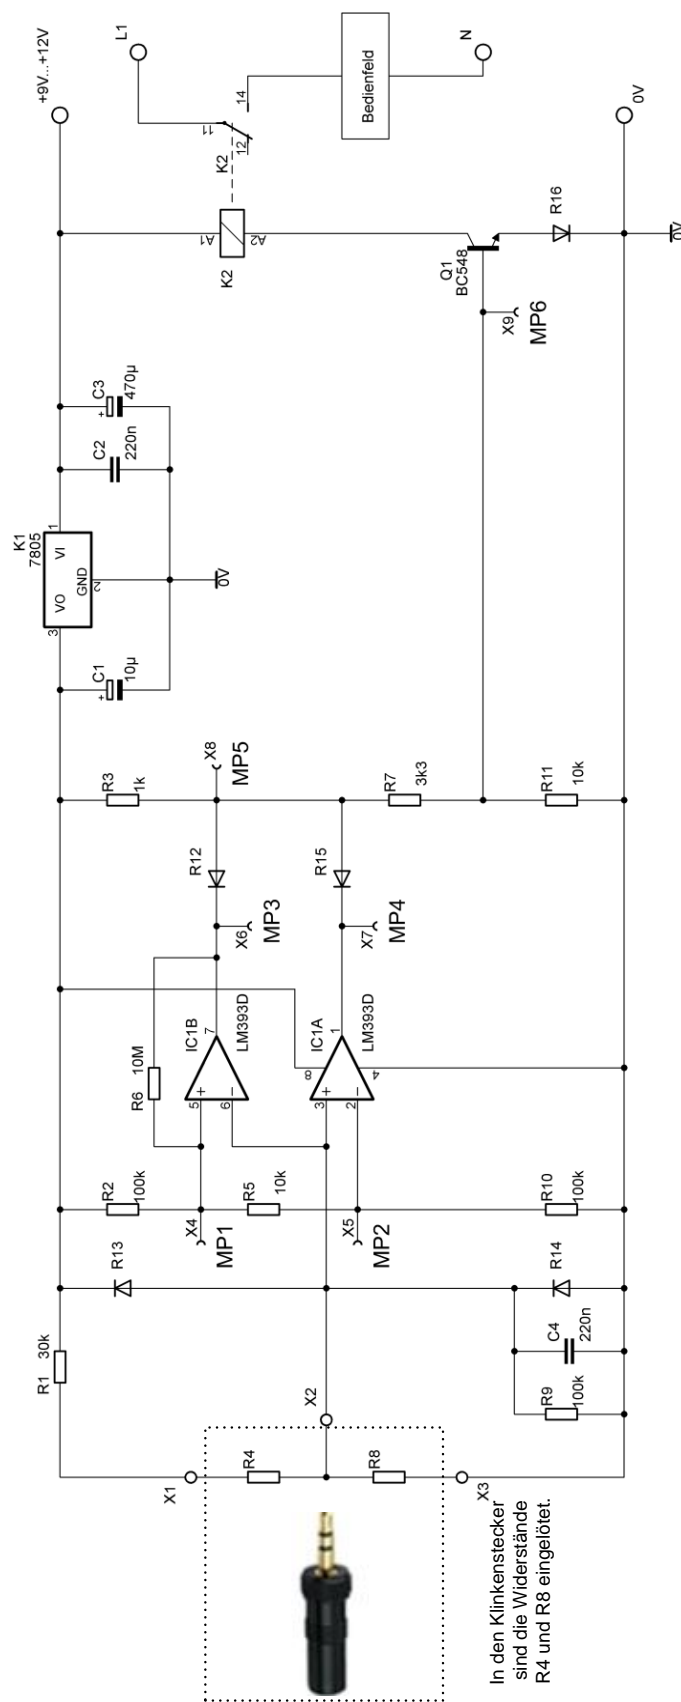 +9V...+12V
L1
N
0V
Bedienfeld
11
12
14
K2
K2
A1
A2
Q1
BC548
R16
0V
X9
MP6
C3
470µ
+
C2
220n
K1
7805
VI
VO
GND
1
2
3
0V
C1
10µ
+
R3
1k
X8
MP5
R7
3k3
R11
10k
R12
R15
X6
MP3
X7
MP4
R6
10M
IC1B
LM393D
5
6
7
+
−
IC1A
LM393D
3
2
1
8
4
+
−
R2
100k
R5
10k
R10
100k
X4
MP1
X5
MP2
R13
R14
C4
220n
R9
100k
R1
30k
X1
X2
X3
R4
R8
In den Klinkenstecker
sind die Widerstände
R4 und R8 eingelötet.